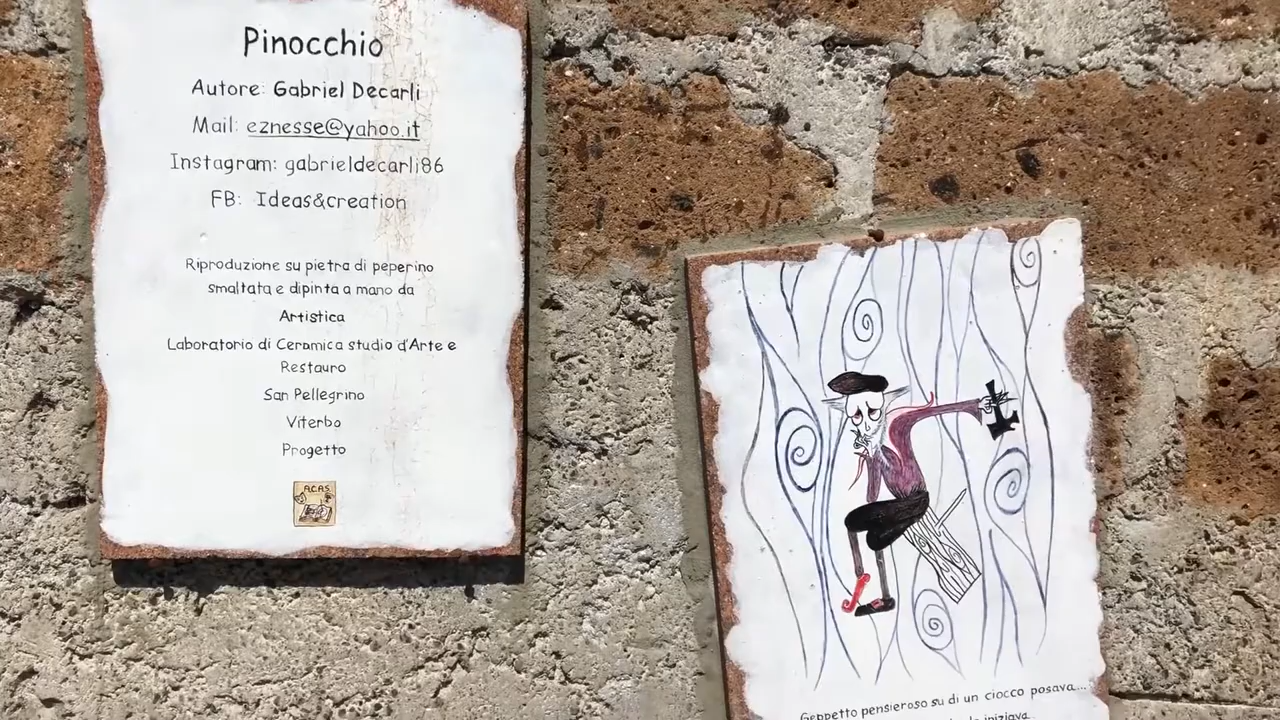 Pinocchio
Autore: Gabriel Decarli
Mail: eznesse@yahoo.it
Instagram: gabrieldecarli86
FB: Ideas&creation
Riproduzione su pietra di peperino
smaltata e dipinta a mano da
Artistica
Laboratorio di Ceramica studio d'Arte e
Restauro
San Pellegrino
Viterbo
Progetto
A.C.A.S.
Geppetto pensieroso su di un ciocco posava...
iniziava